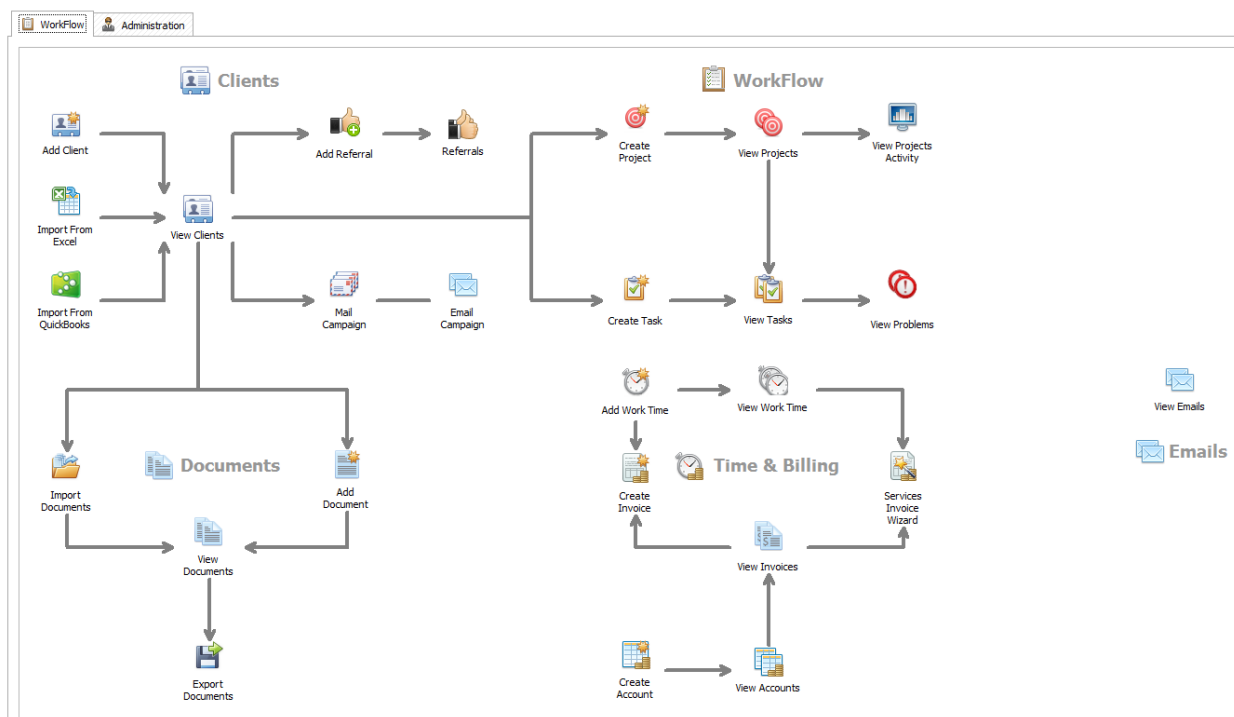 WorkFlow
Administration
Clients
WorkFlow
Add Client
Add Referral
Referrals
Create
Project
View Projects
View Projects
Activity
Import From
Excel
View Clients
Import From
QuickBooks
Mail
Campaign
Email
Campaign
Create Task
View Tasks
View Problems
Add Work Time
View Work Time
View Emails
Documents
Time & Billing
Emails
Import
Documents
Add
Document
Create
Invoice
Services
Invoice
Wizard
View
Documents
View Invoices
Export
Documents
Create
Account
View Accounts